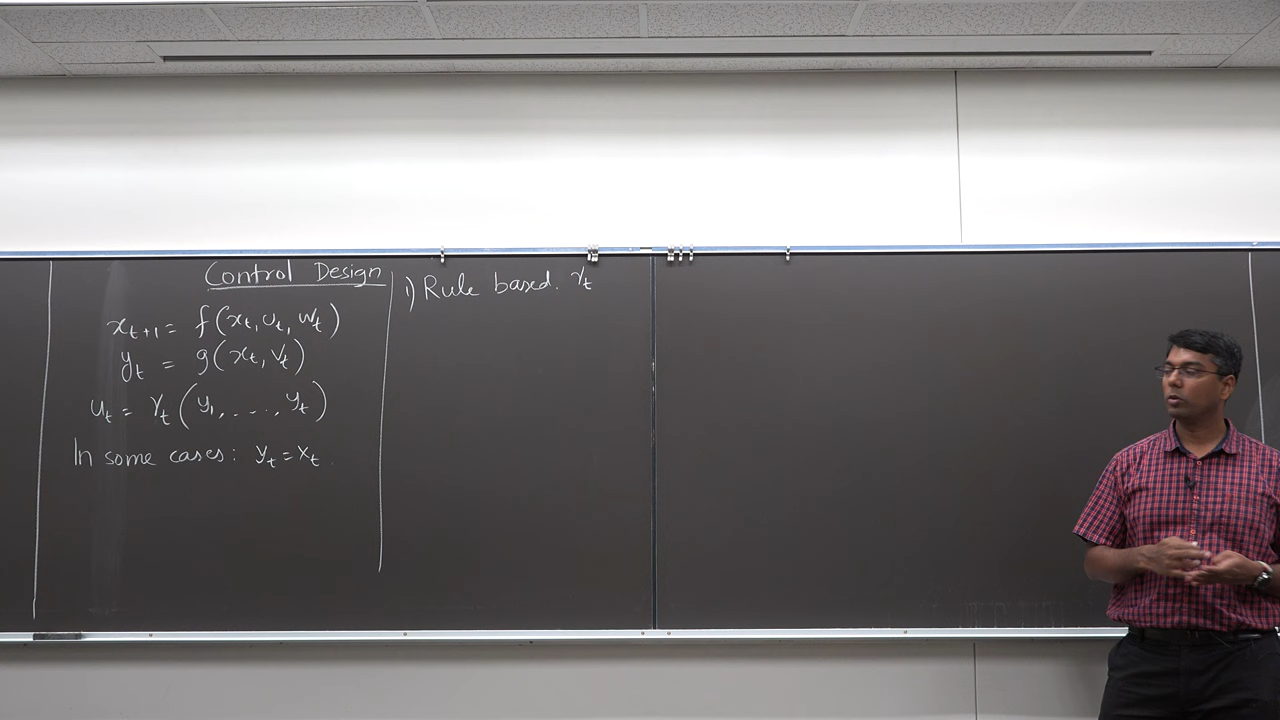 Control Design
x_{t+1} = f(x_t, u_t, w_t)
y_t = g(x_t, v_t)
u_t = γ_t(y_1, ...., y_t)
In some cases: y_t = x_t.
1) Rule based. γ_t